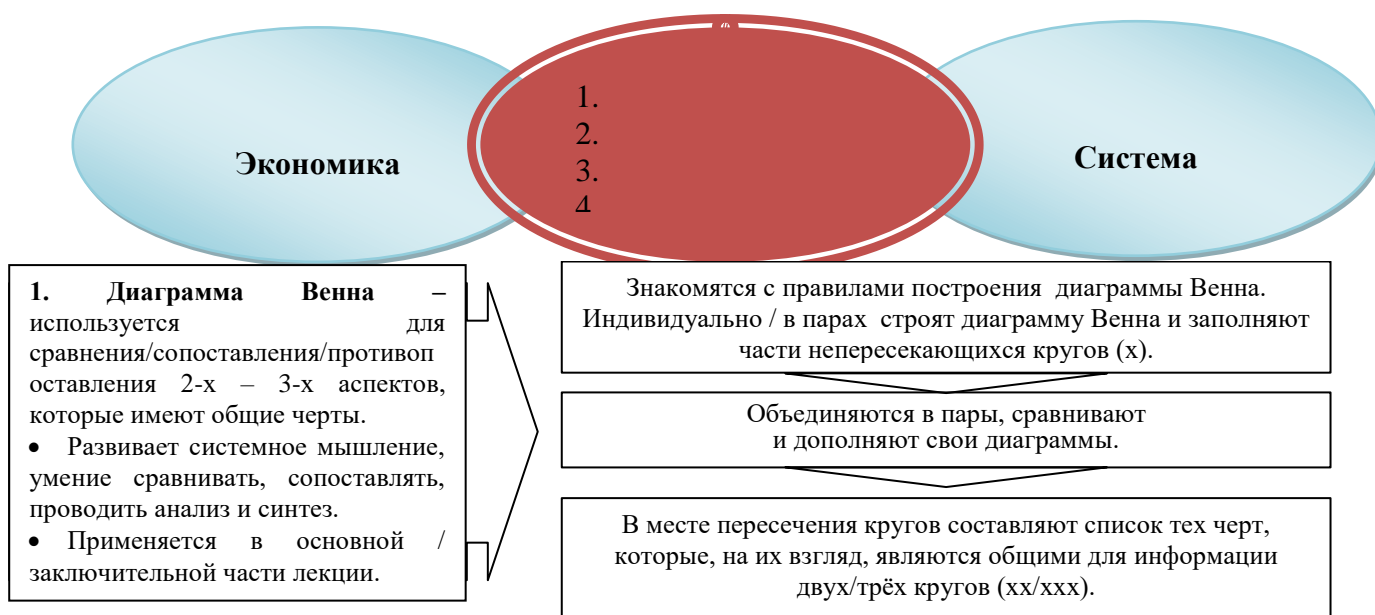 Экономика
1.
2.
3.
4
Система
1. Диаграмма Венна –
используется для
сравнения/сопоставления/противоп
оставления 2-х – 3-х аспектов,
которые имеют общие черты.
• Развивает системное мышление,
умение сравнивать, сопоставлять,
проводить анализ и синтез.
• Применяется в основной /
заключительной части лекции.
Знакомятся с правилами построения диаграммы Венна.
Индивидуально / в парах строят диаграмму Венна и заполняют
части непересекающихся кругов (х).
Объединяются в пары, сравнивают
и дополняют свои диаграммы.
В месте пересечения кругов составляют список тех черт,
которые, на их взгляд, являются общими для информации
двух/трёх кругов (хх/ххх).